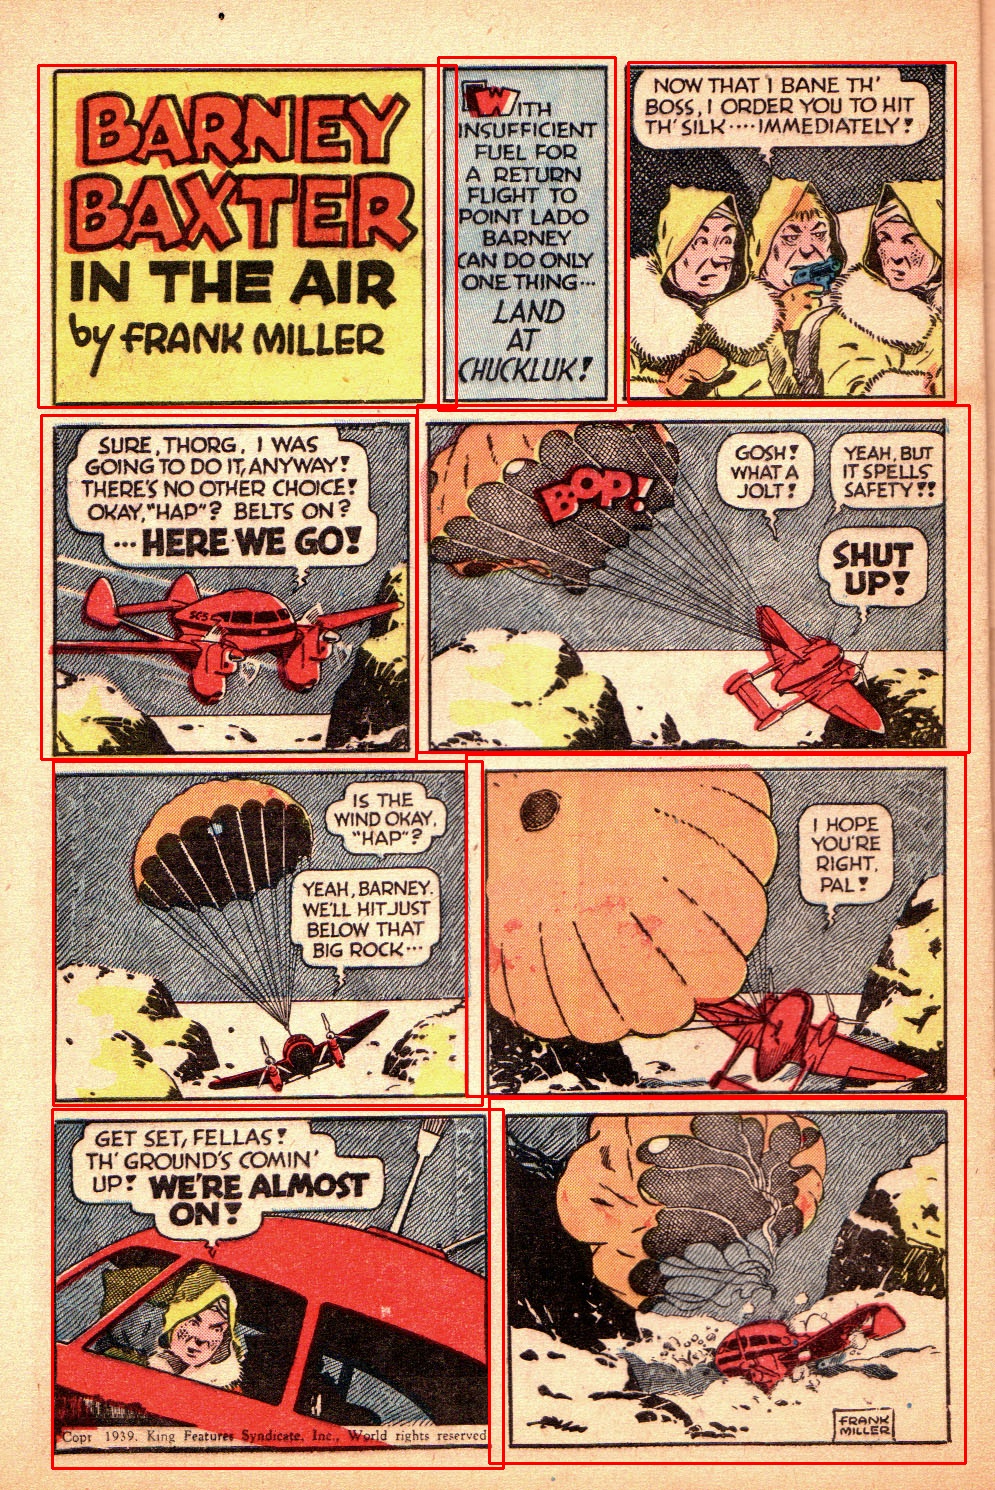 BARNEY
BAXTER
IN THE AIR
by FRANK MILLER
WITH
INSUFFICIENT
FUEL FOR
A RETURN
FLIGHT TO
POINT LADO
BARNEY
CAN DO ONLY
ONE THING...
LAND
AT
CHUCKLUK!
NOW THAT I BANE TH'
BOSS, I ORDER YOU TO HIT
TH' SILK....IMMEDIATELY!
SURE, THORG, I WAS
GOING TO DO IT, ANYWAY!
THERE'S NO OTHER CHOICE!
OKAY, "HAP"? BELTS ON?
...HERE WE GO!
SCS
BOP!
GOSH!
WHAT A
JOLT!
YEAH, BUT
IT SPELLS
SAFETY!!
SHUT
UP!
IS THE
WIND OKAY,
"HAP"?
YEAH, BARNEY.
WE'LL HIT JUST
BELOW THAT
BIG ROCK...
I HOPE
YOU'RE
RIGHT,
PAL!
GET SET, FELLAS!
TH' GROUND'S COMIN'
UP! WE'RE ALMOST
ON!
Copr 1939. King Features Syndicate, Inc., World rights reserved
FRANK
MILLER